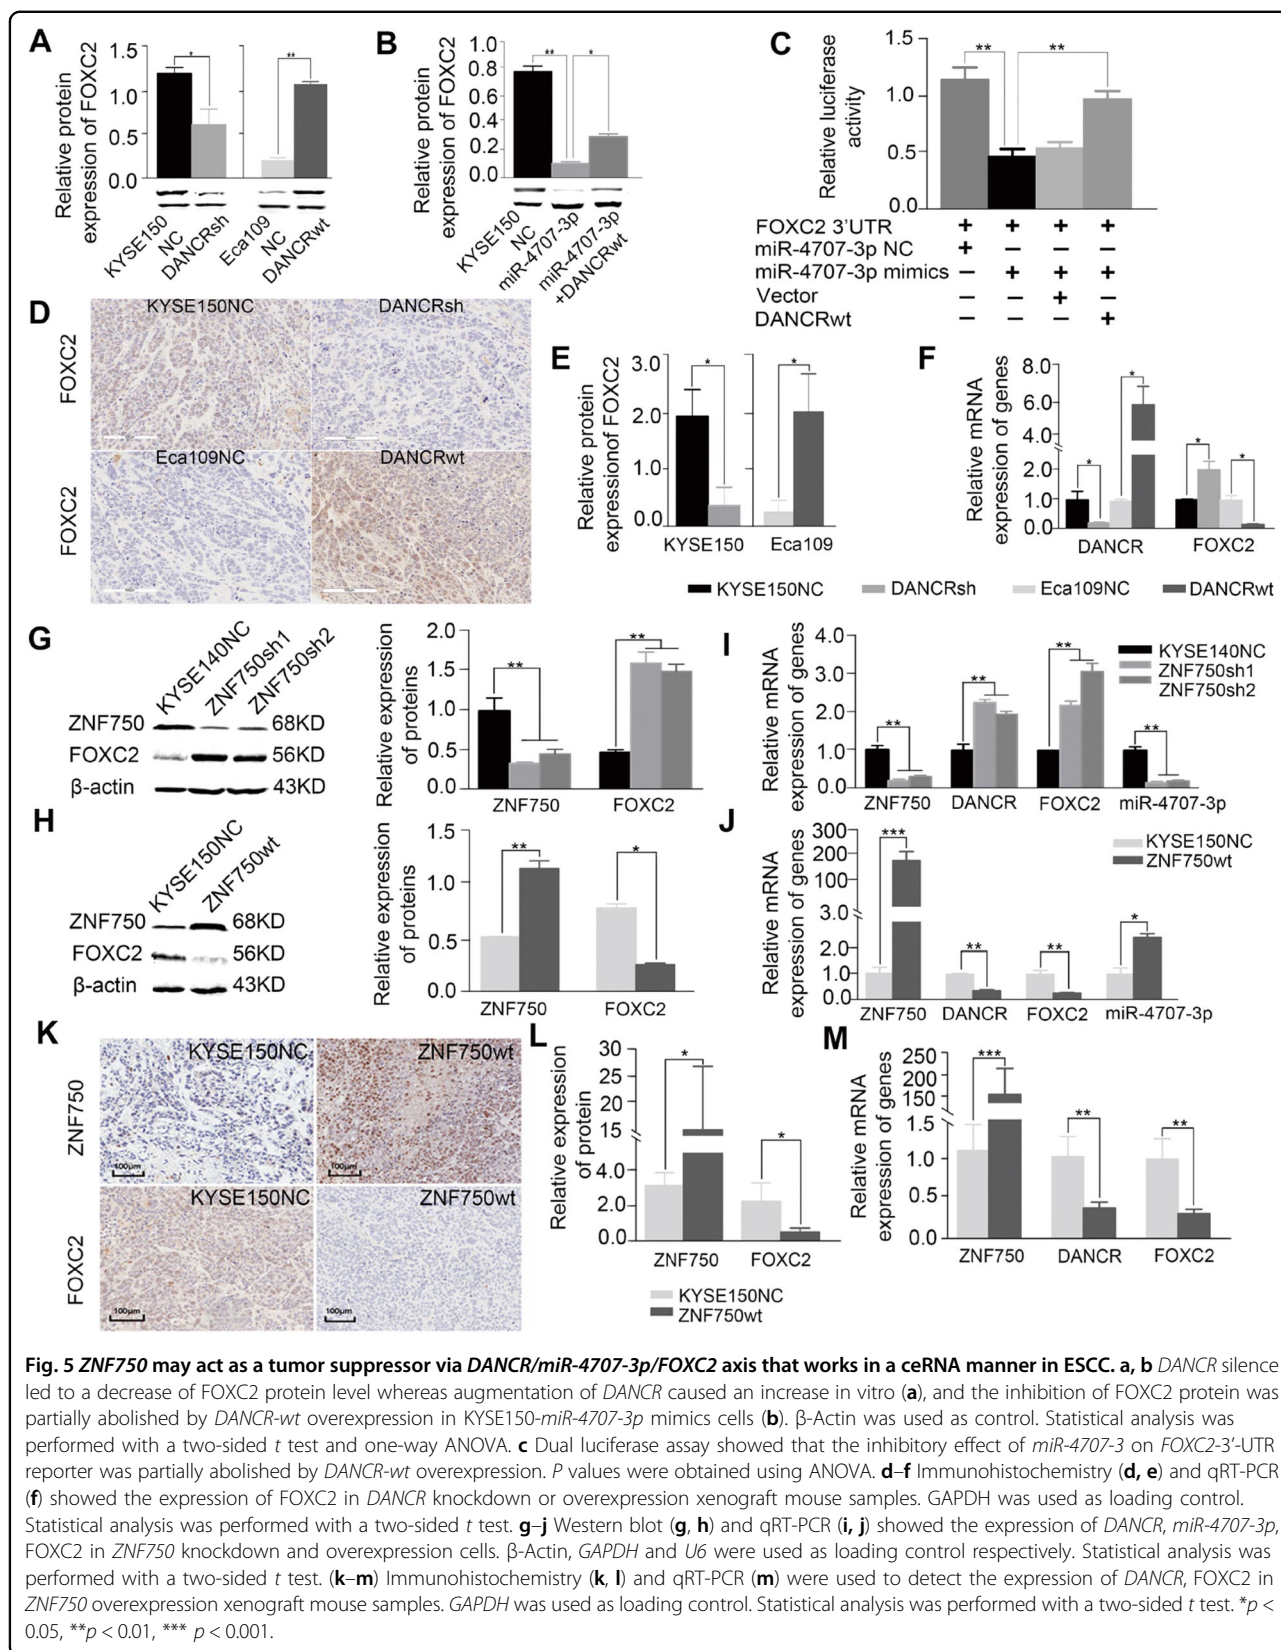 A
Relative protein
expression of FOXC2
1.5
1.0
0.5
0.0
*
**
KYSE150
NC
DANCRsh
Eca109
NC
DANCRwt
B
Relative protein
expression of FOXC2
1.0
0.8
0.6
0.4
0.2
0.0
**
*
KYSE150
NC
miR-4707-3p
miR-4707-3p
+DANCRwt
C
Relative luciferase
activity
1.5
1.0
0.5
0.0
**
**
FOXC2 3'UTR + + + +
miR-4707-3p NC + — — —
miR-4707-3p mimics — + + +
Vector — — + —
DANCRwt — — — +
D
FOXC2
KYSE150NC
DANCRsh
FOXC2
Eca109NC
DANCRwt
E
Relative protein
expressionof FOXC2
3.0
2.0
1.0
0.0
*
*
KYSE150
Eca109
F
Relative mRNA
expression of genes
8.0
6.0
4.0
2.0
1.0
0.0
*
*
*
*
DANCR
FOXC2
KYSE150NC
DANCRsh
Eca109NC
DANCRwt
G
KYSE140NC
ZNF750sh1
ZNF750sh2
ZNF750 68KD
FOXC2 56KD
β-actin 43KD
Relative expression
of proteins
2.0
1.5
1.0
0.5
0.0
**
**
ZNF750
FOXC2
I
Relative mRNA
expression of genes
4.0
3.0
2.0
1.0
0.0
**
**
**
**
KYSE140NC
ZNF750sh1
ZNF750sh2
ZNF750
DANCR
FOXC2
miR-4707-3p
H
KYSE150NC
ZNF750wt
ZNF750 68KD
FOXC2 56KD
β-actin 43KD
Relative expression
of proteins
1.5
1.0
0.5
0.0
**
*
ZNF750
FOXC2
J
Relative mRNA
expression of genes
300
200
100
3.0
2.0
1.0
0.0
***
**
**
*
KYSE150NC
ZNF750wt
ZNF750
DANCR
FOXC2
miR-4707-3p
K
ZNF750
KYSE150NC
100μm
ZNF750wt
100μm
FOXC2
KYSE150NC
100μm
ZNF750wt
100μm
L
Relative expression
of protein
30
25
20
15
4.0
2.0
0.0
*
*
ZNF750
FOXC2
KYSE150NC
ZNF750wt
M
Relative mRNA
expression of genes
250
200
150
100
1.5
1.0
0.5
0.0
***
**
**
ZNF750
DANCR
FOXC2
Fig. 5 ZNF750 may act as a tumor suppressor via DANCR/miR-4707-3p/FOXC2 axis that works in a ceRNA manner in ESCC. a, b DANCR silence
led to a decrease of FOXC2 protein level whereas augmentation of DANCR caused an increase in vitro (a), and the inhibition of FOXC2 protein was
partially abolished by DANCR-wt overexpression in KYSE150-miR-4707-3p mimics cells (b). β-Actin was used as control. Statistical analysis was
performed with a two-sided t test and one-way ANOVA. c Dual luciferase assay showed that the inhibitory effect of miR-4707-3 on FOXC2-3'-UTR
reporter was partially abolished by DANCR-wt overexpression. P values were obtained using ANOVA. d–f Immunohistochemistry (d, e) and qRT-PCR
(f) showed the expression of FOXC2 in DANCR knockdown or overexpression xenograft mouse samples. GAPDH was used as loading control.
Statistical analysis was performed with a two-sided t test. g–j Western blot (g, h) and qRT-PCR (i, j) showed the expression of DANCR, miR-4707-3p,
FOXC2 in ZNF750 knockdown and overexpression cells. β-Actin, GAPDH and U6 were used as loading control respectively. Statistical analysis was
performed with a two-sided t test. (k–m) Immunohistochemistry (k, l) and qRT-PCR (m) were used to detect the expression of DANCR, FOXC2 in
ZNF750 overexpression xenograft mouse samples. GAPDH was used as loading control. Statistical analysis was performed with a two-sided t test. *p <
0.05, **p < 0.01, *** p < 0.001.